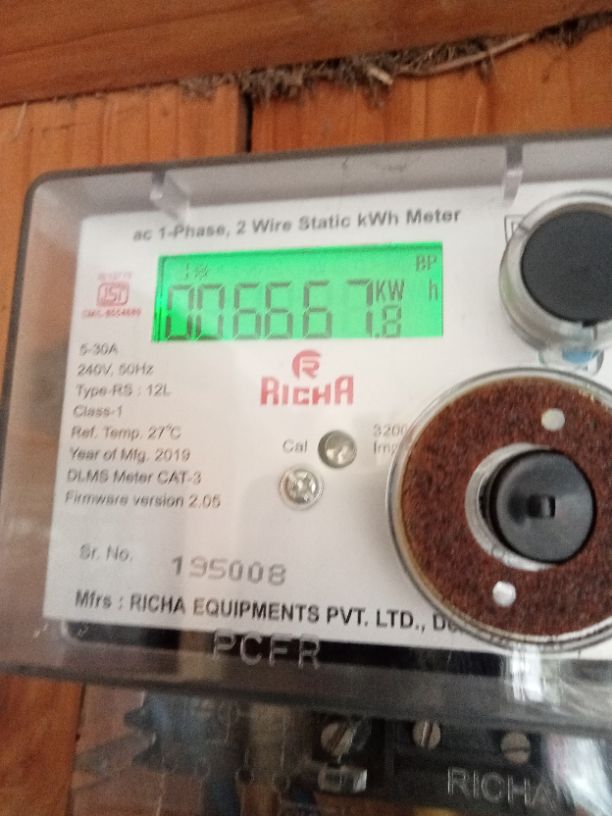 ac 1-Phase, 2 Wire Static kWh Meter
BP
006667.8 KW h
ISI
5-30A
240V, 50Hz
Type-RS : 12L
Class-1
Ref. Temp. 27°C
Year of Mfg. 2019
DLMS Meter CAT-3
Firmware version 2.05
RICHA
Cal
3200
Sr. No. 195008
Mfrs : RICHA EQUIPMENTS PVT. LTD.,
RICHA